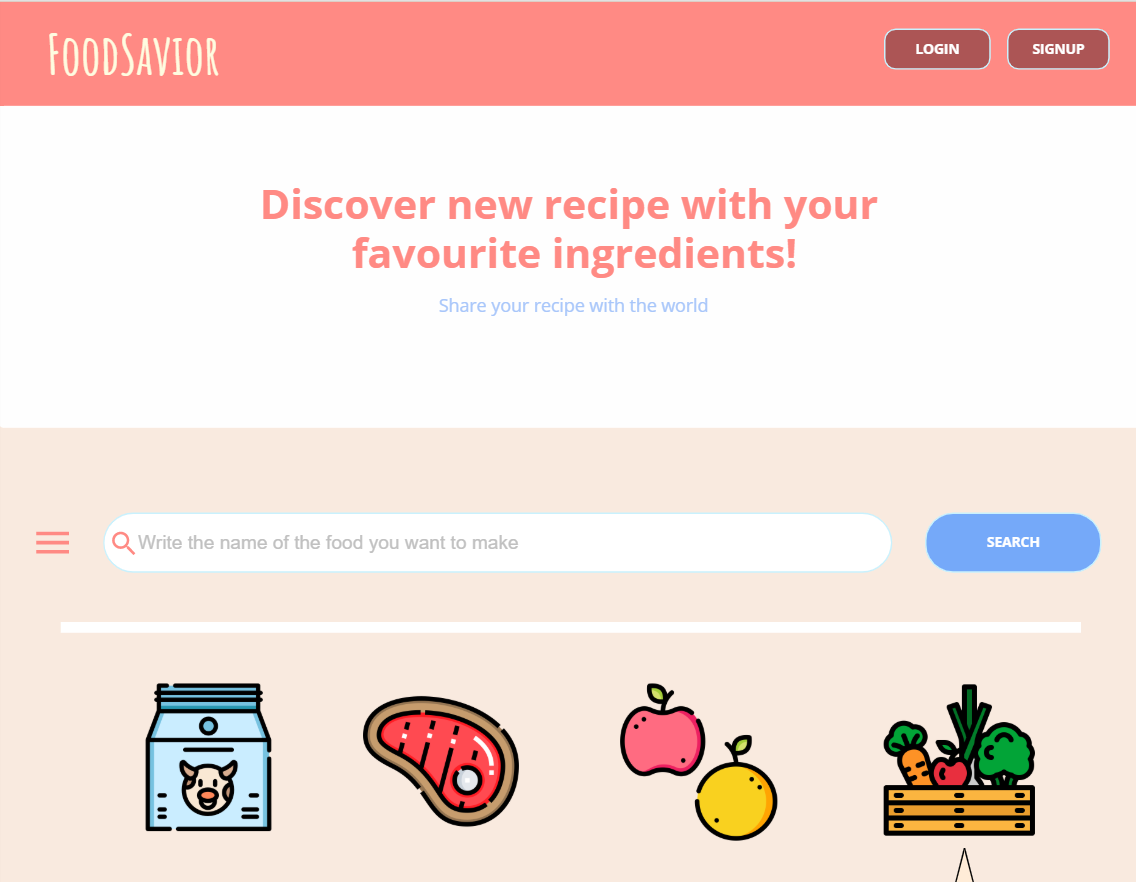 FoodSavior
LOGIN
SIGNUP
Discover new recipe with your
favourite ingredients!
Share your recipe with the world
Write the name of the food you want to make
SEARCH